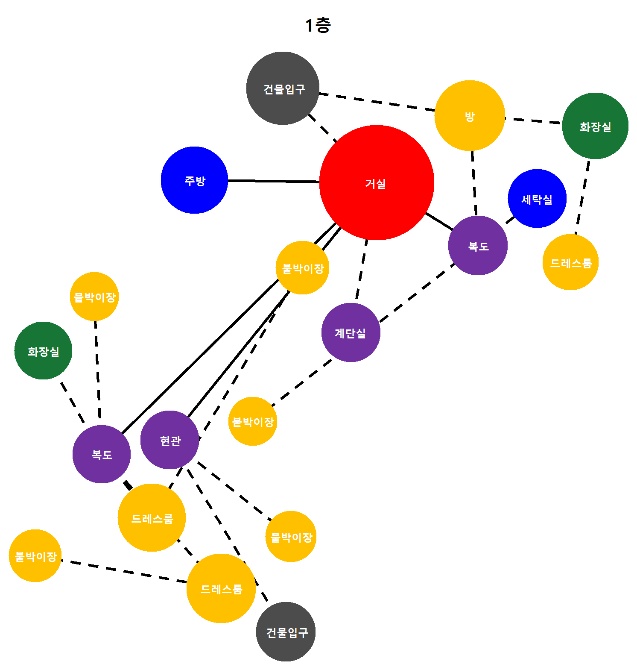 1층
건물입구
방
화장실
주방
거실
세탁실
복도
드레스룸
붙박이장
붙박이장
계단실
화장실
붙박이장
복도
현관
드레스룸
붙박이장
붙박이장
드레스룸
건물입구